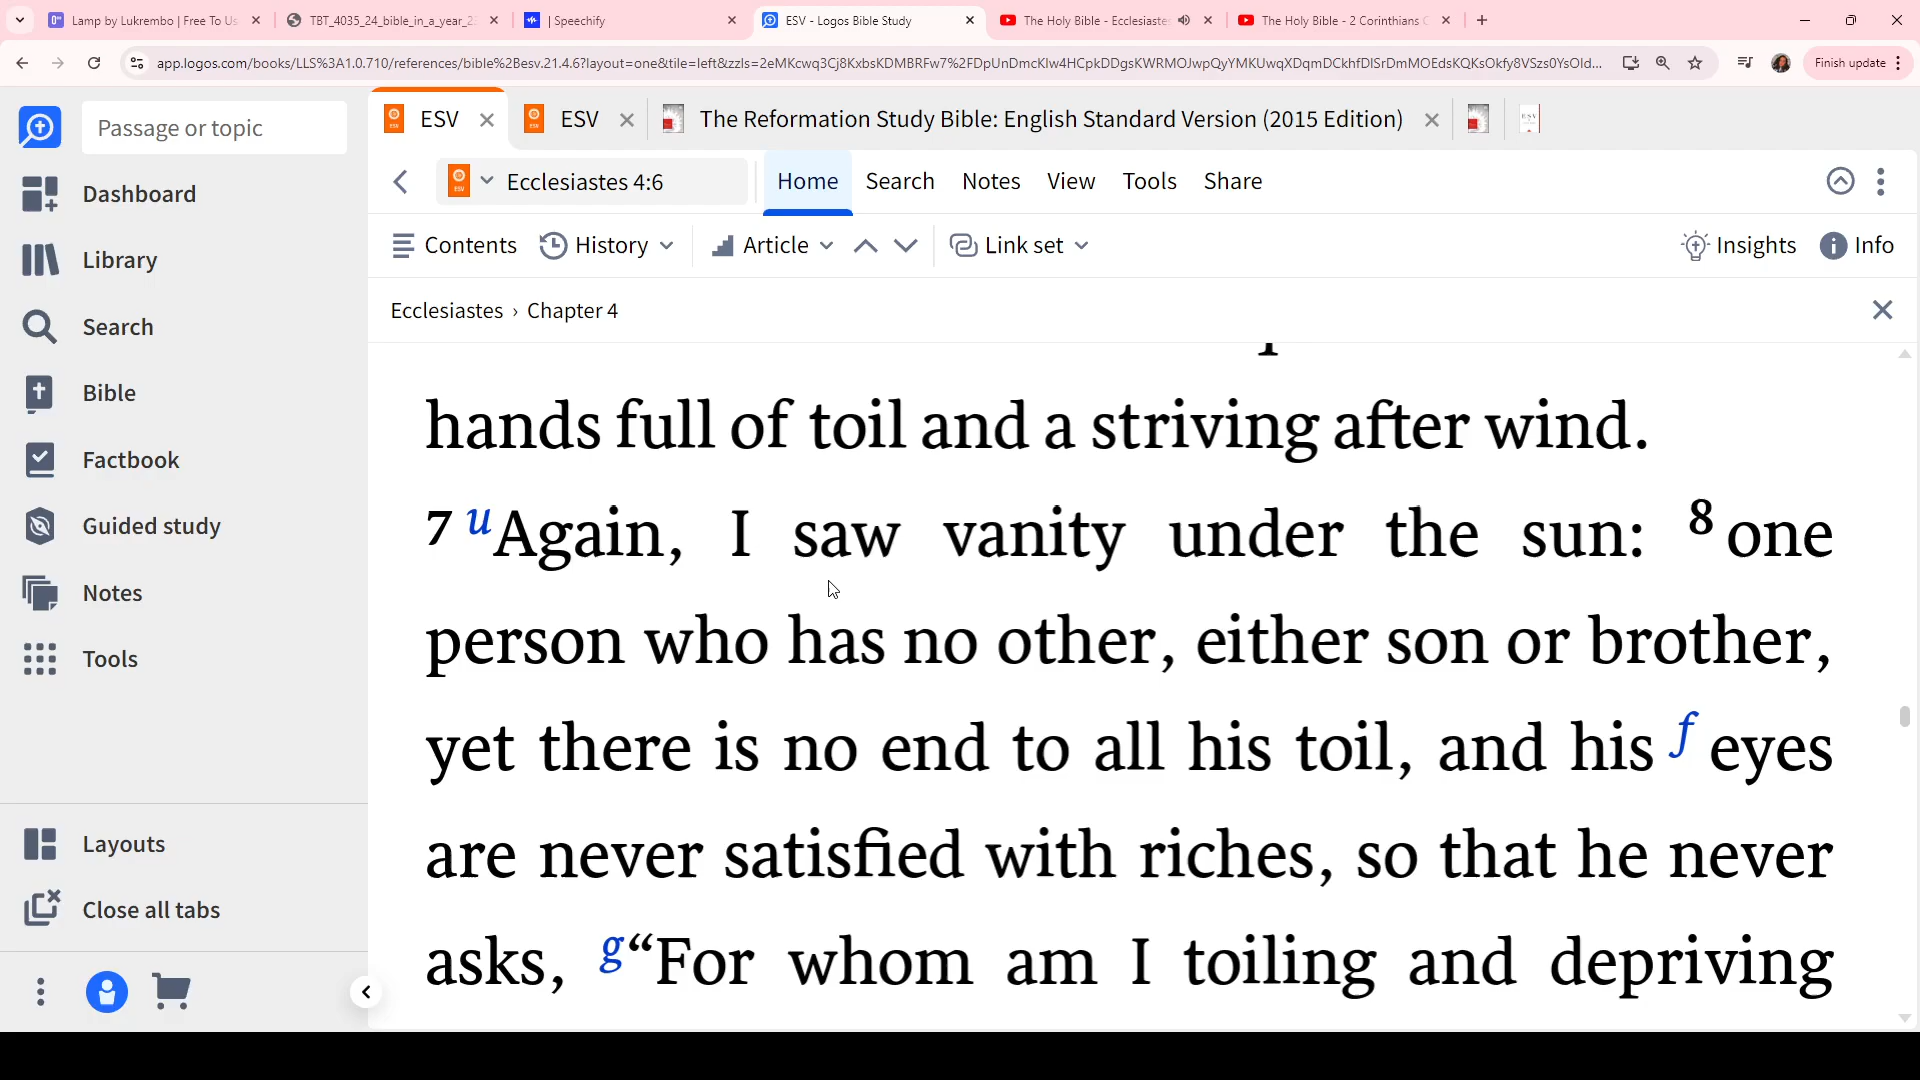 Lamp by Lukrembo | Free To Us
TBT_4035_24_bible_in_a_year_2
| Speechify
ESV - Logos Bible Study
The Holy Bible - Ecclesiaste
The Holy Bible - 2 Corinthians
app.logos.com/books/LLS%3A1.0.710/references/bible%2Besv.21.4.6?layout=one&tile=left&zzls=2eMKcwq3Cj8KxbsKDMBRFw7%2FDpUnDmcKlw4HCpkDDgsKWRMOJwpQyYMKUwqXDqmDCkhfDlSrDmMOEdsKQKsOkfy8VSzs0YsOld...
Finish update
Passage or topic
Dashboard
Library
Search
Bible
Factbook
Guided study
Notes
Tools
Layouts
Close all tabs
ESV
ESV
The Reformation Study Bible: English Standard Version (2015 Edition)
Ecclesiastes 4:6
Home Search Notes View Tools Share
Contents History Article Link set Insights Info
Ecclesiastes › Chapter 4
hands full of toil and a striving after wind.
7 uAgain, I saw vanity under the sun: 8 one
person who has no other, either son or brother,
yet there is no end to all his toil, and his f eyes
are never satisfied with riches, so that he never
asks, g“For whom am I toiling and depriving